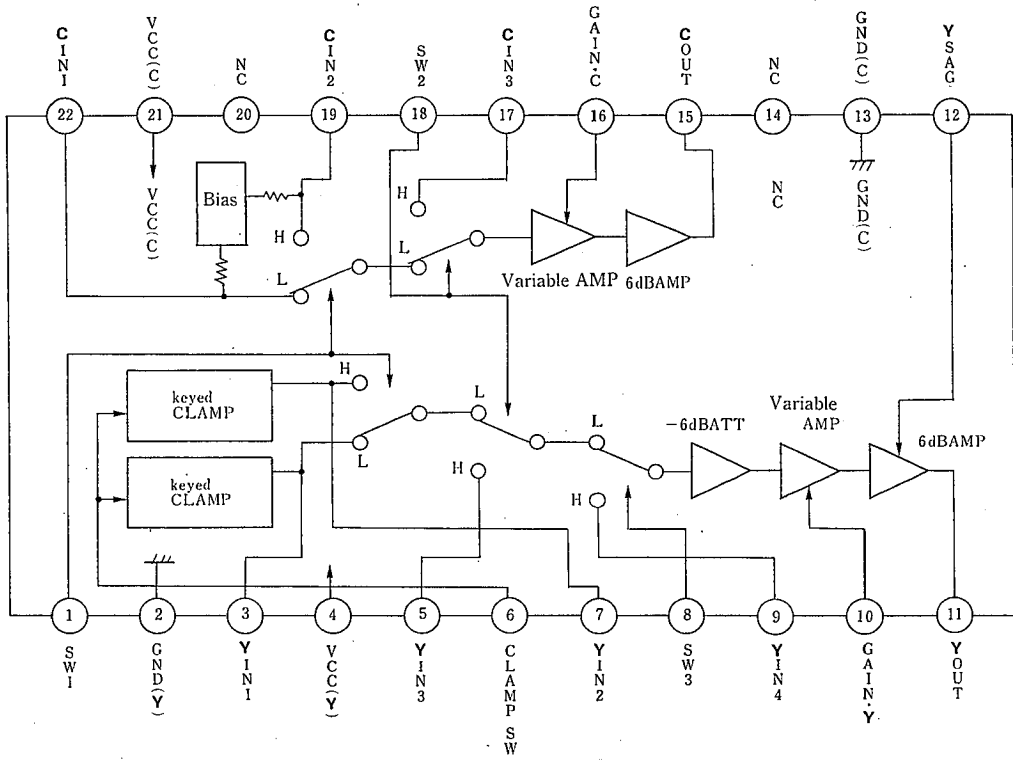 CIN1
VCC(C)
NC
CIN2
SW2
CIN3
GAIN·C
COUT
NC
GND(C)
YSAG
22
21
20
19
18
17
16
15
14
13
12
VCC(C)
Bias
H
H
L
L
Variable AMP
6dBAMP
NC
GND(C)
keyed
CLAMP
keyed
CLAMP
H
L
L
H
L
H
-6dBATT
Variable
AMP
6dBAMP
1
2
3
4
5
6
7
8
9
10
11
SW1
GND(Y)
YIN1
VCC(Y)
YIN3
CLAMP SW
YIN2
SW3
YIN4
GAIN·Y
YOUT